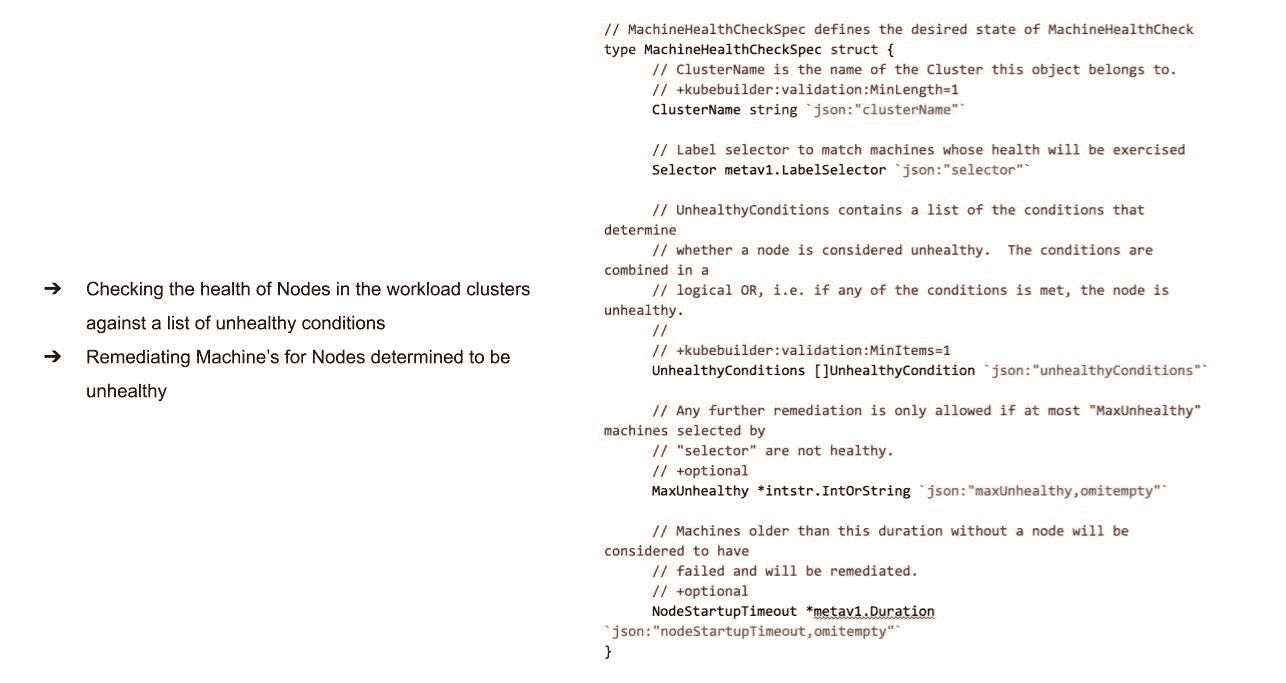 ➔ Checking the health of Nodes in the workload clusters
against a list of unhealthy conditions
➔ Remediating Machine's for Nodes determined to be
unhealthy
// MachineHealthCheckSpec defines the desired state of MachineHealthCheck
type MachineHealthCheckSpec struct {
// ClusterName is the name of the Cluster this object belongs to.
// +kubebuilder:validation:MinLength=1
ClusterName string `json:"clusterName"`
// Label selector to match machines whose health will be exercised
Selector metav1.LabelSelector `json:"selector"`
// UnhealthyConditions contains a list of the conditions that
determine
// whether a node is considered unhealthy.  The conditions are
combined in a
// logical OR, i.e. if any of the conditions is met, the node is
unhealthy.
//
// +kubebuilder:validation:MinItems=1
UnhealthyConditions []UnhealthyCondition `json:"unhealthyConditions"`
// Any further remediation is only allowed if at most "MaxUnhealthy"
machines selected by
// "selector" are not healthy.
// +optional
MaxUnhealthy *intstr.IntOrString `json:"maxUnhealthy,omitempty"`
// Machines older than this duration without a node will be
considered to have
// failed and will be remediated.
// +optional
NodeStartupTimeout *metav1.Duration
`json:"nodeStartupTimeout,omitempty"`
}